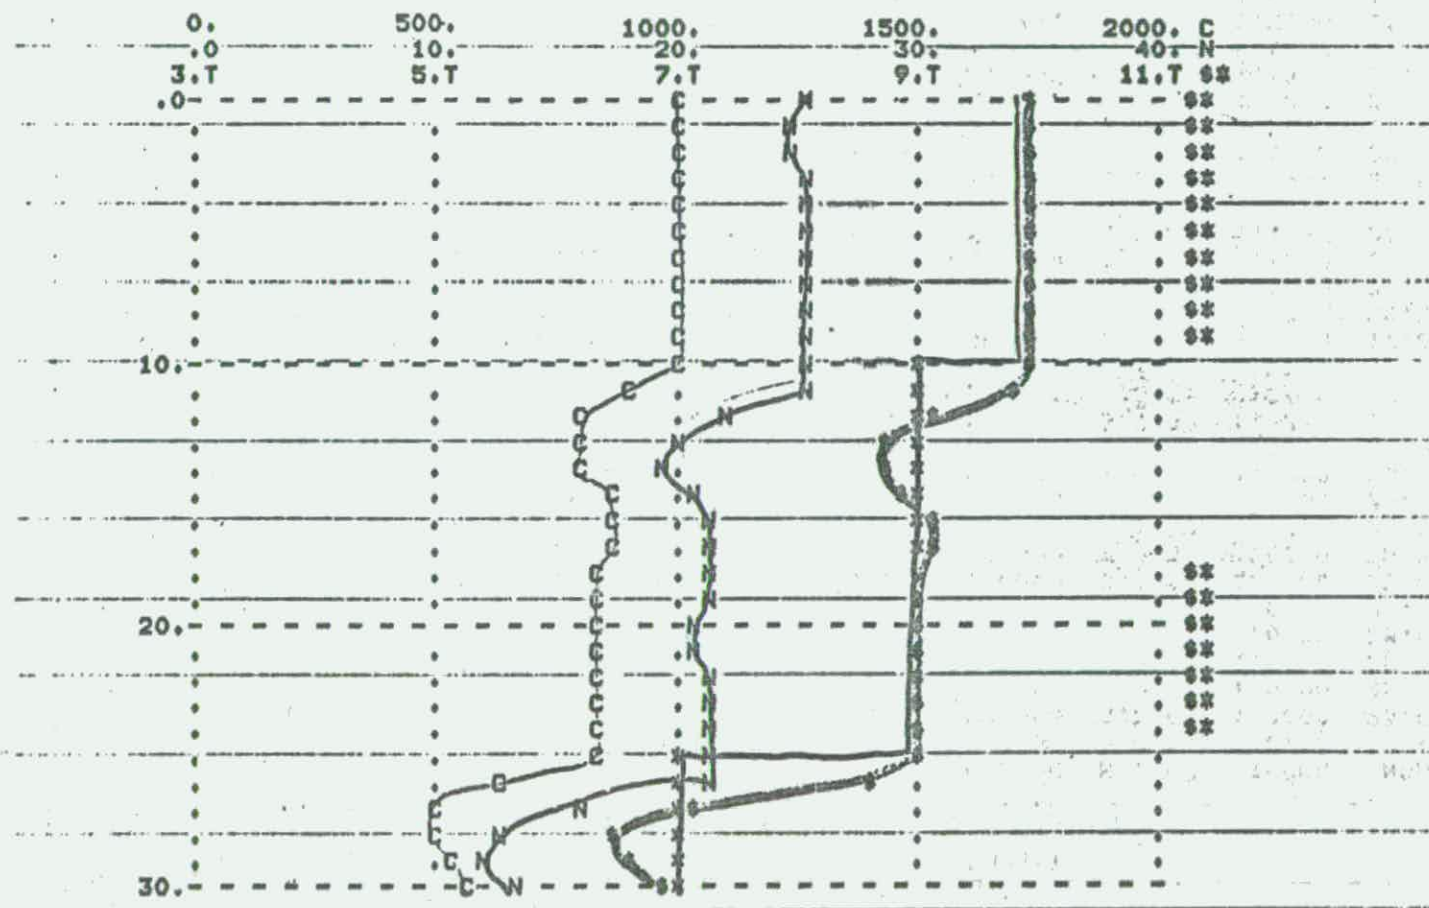 0. 500. 1000. 1500. 2000. C
.0 10. 20. 30. 40. N
3.T 5.T 7.T 9.T 11.T $*
.0 C N $ $*
C N $ $*
C N $ $*
C N $ $*
C N $ $*
C N $ $*
C N $ $*
C N $ $*
C N $ $*
C N $ $*
10. C N * $
C N * $
C N * $
C N $ *
C N $ *
C N $ *
C N * $
C N * $
C N $*
C N $*
20. C N $*
C N $*
C N $*
C N $*
C N $*
C * N $
C * N $
C N * $
C N $ *
C N $ *
30. C N $*